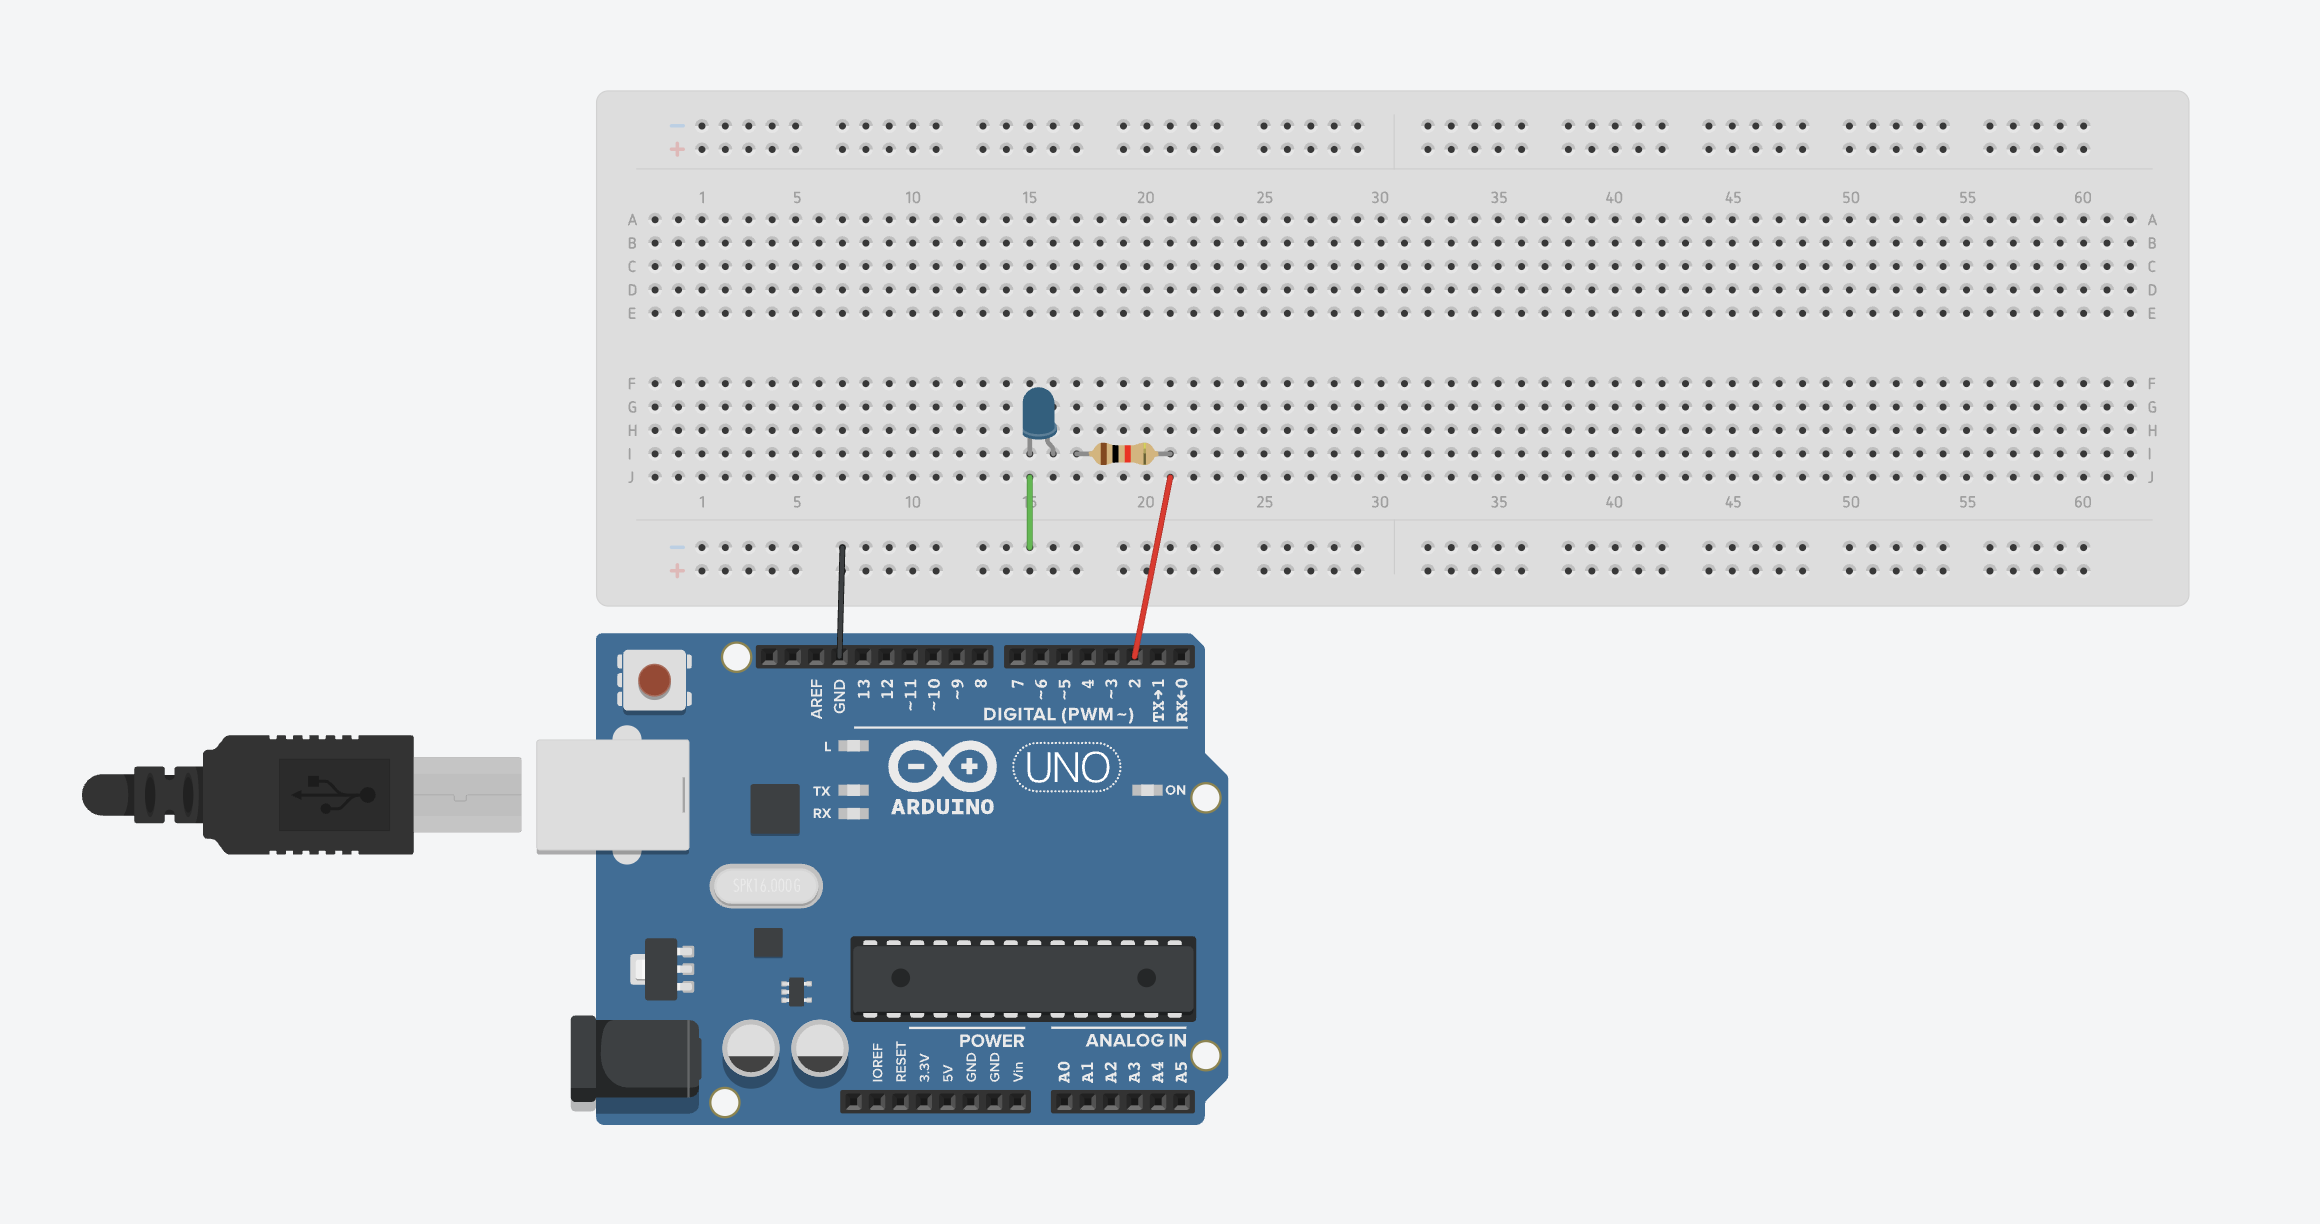 − −
+ +
1 5 10 15 20 25 30 35 40 45 50 55 60
A A
B B
C C
D D
E E
F F
G G
H H
I I
J J
1 5 10 15 20 25 30 35 40 45 50 55 60
−
+
AREF GND 13 12 ~11 ~10 ~9 8 7 ~6 ~5 4 ~3 2 TX→1 RX←0
DIGITAL (PWM ~)
L
UNO
TX
ON
RX
ARDUINO
SPK16.000G
POWER
ANALOG IN
IOREF RESET 3.3V 5V GND GND Vin A0 A1 A2 A3 A4 A5